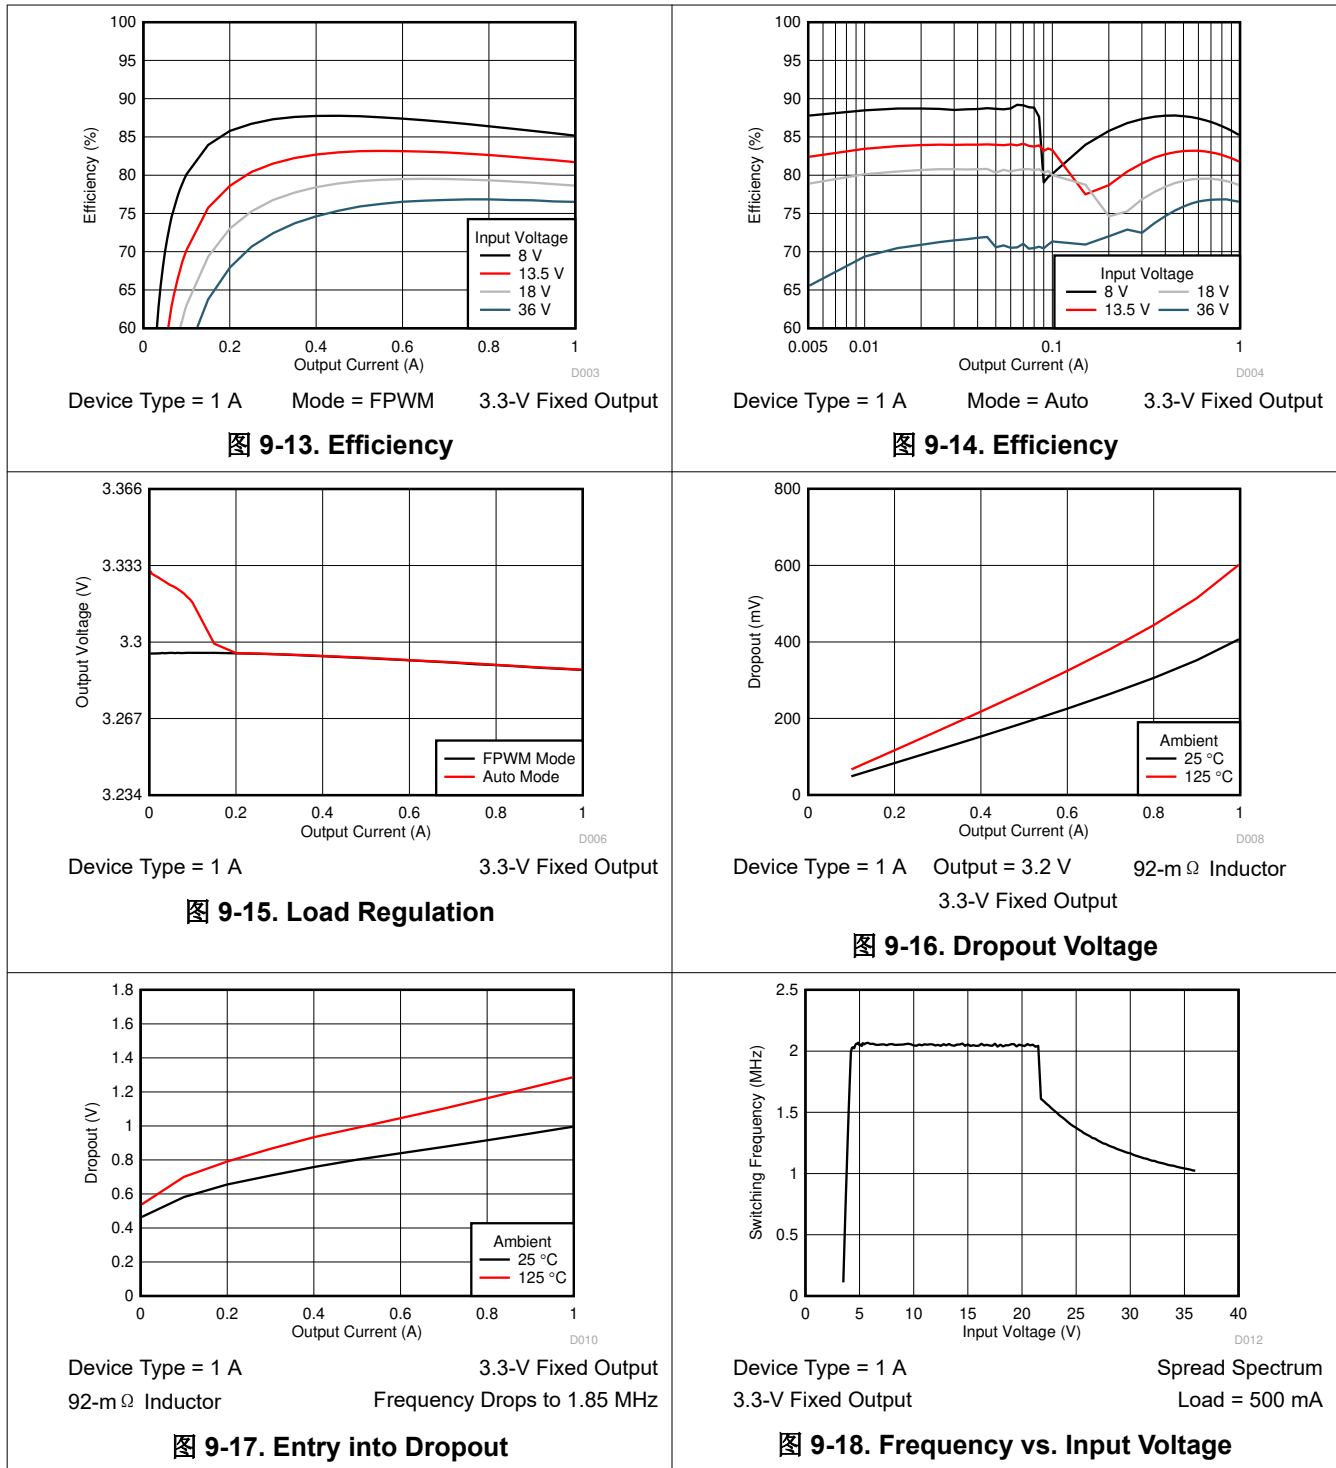 100
95
90
85
80
75
70
65
60
Efficiency (%)
0 0.2 0.4 0.6 0.8 1
Output Current (A)
D003
Input Voltage
8 V
13.5 V
18 V
36 V
Device Type = 1 A Mode = FPWM 3.3-V Fixed Output
图 9-13. Efficiency
100
95
90
85
80
75
70
65
60
Efficiency (%)
0.005 0.01 0.1 1
Output Current (A)
D004
Input Voltage
8 V 18 V
13.5 V 36 V
Device Type = 1 A Mode = Auto 3.3-V Fixed Output
图 9-14. Efficiency
3.366
3.333
3.3
3.267
3.234
Output Voltage (V)
0 0.2 0.4 0.6 0.8 1
Output Current (A)
D006
FPWM Mode
Auto Mode
Device Type = 1 A 3.3-V Fixed Output
图 9-15. Load Regulation
800
600
400
200
0
Dropout (mV)
0 0.2 0.4 0.6 0.8 1
Output Current (A)
D008
Ambient
25 °C
125 °C
Device Type = 1 A Output = 3.2 V 92-m Ω Inductor
3.3-V Fixed Output
图 9-16. Dropout Voltage
1.8
1.6
1.4
1.2
1
0.8
0.6
0.4
0.2
0
Dropout (V)
0 0.2 0.4 0.6 0.8 1
Output Current (A)
D010
Ambient
25 °C
125 °C
Device Type = 1 A 3.3-V Fixed Output
92-m Ω Inductor Frequency Drops to 1.85 MHz
图 9-17. Entry into Dropout
2.5
2
1.5
1
0.5
0
Switching Frequency (MHz)
0 5 10 15 20 25 30 35 40
Input Voltage (V)
D012
Device Type = 1 A Spread Spectrum
3.3-V Fixed Output Load = 500 mA
图 9-18. Frequency vs. Input Voltage